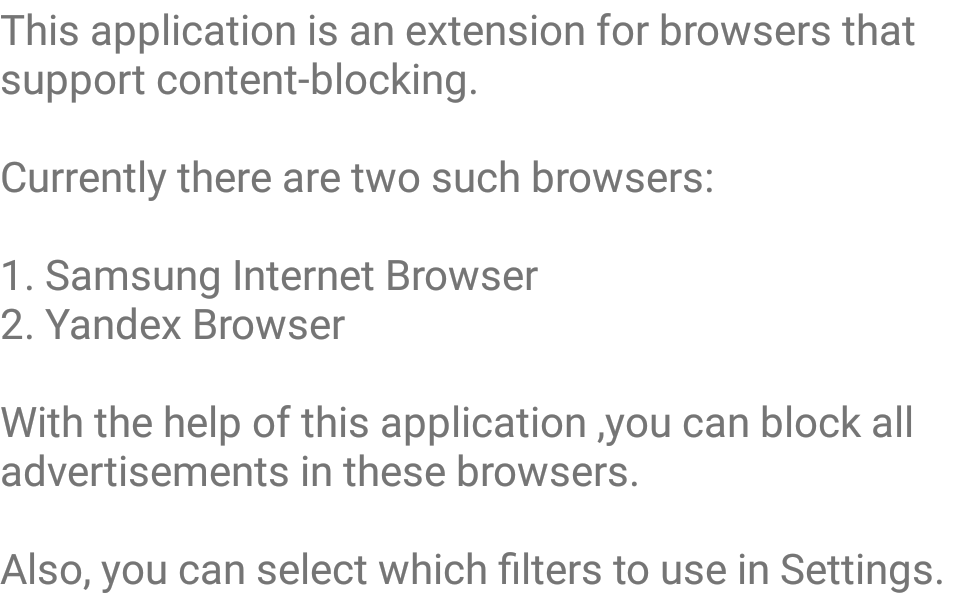 This application is an extension for browsers that
support content-blocking.
Currently there are two such browsers:
1. Samsung Internet Browser
2. Yandex Browser
With the help of this application ,you can block all
advertisements in these browsers.
Also, you can select which filters to use in Settings.